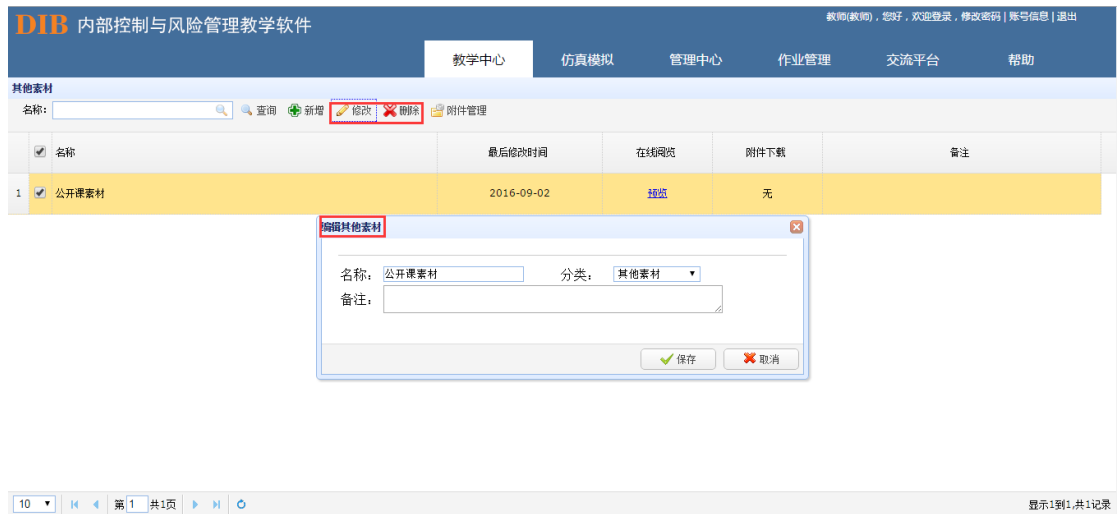 教师(教师)，您好，欢迎登录，修改密码 | 账号信息 | 退出
DIB 内部控制与风险管理教学软件
教学中心 仿真模拟 管理中心 作业管理 交流平台 帮助
其他素材
名称: 查询 新增 修改 删除 附件管理
名称 最后修改时间 在线阅览 附件下载 备注
1 公开课素材 2016-09-02 预览 无
编辑其他素材
名称: 公开课素材 分类: 其他素材
备注:
保存 取消
10 第 1 共1页 显示1到1,共1记录